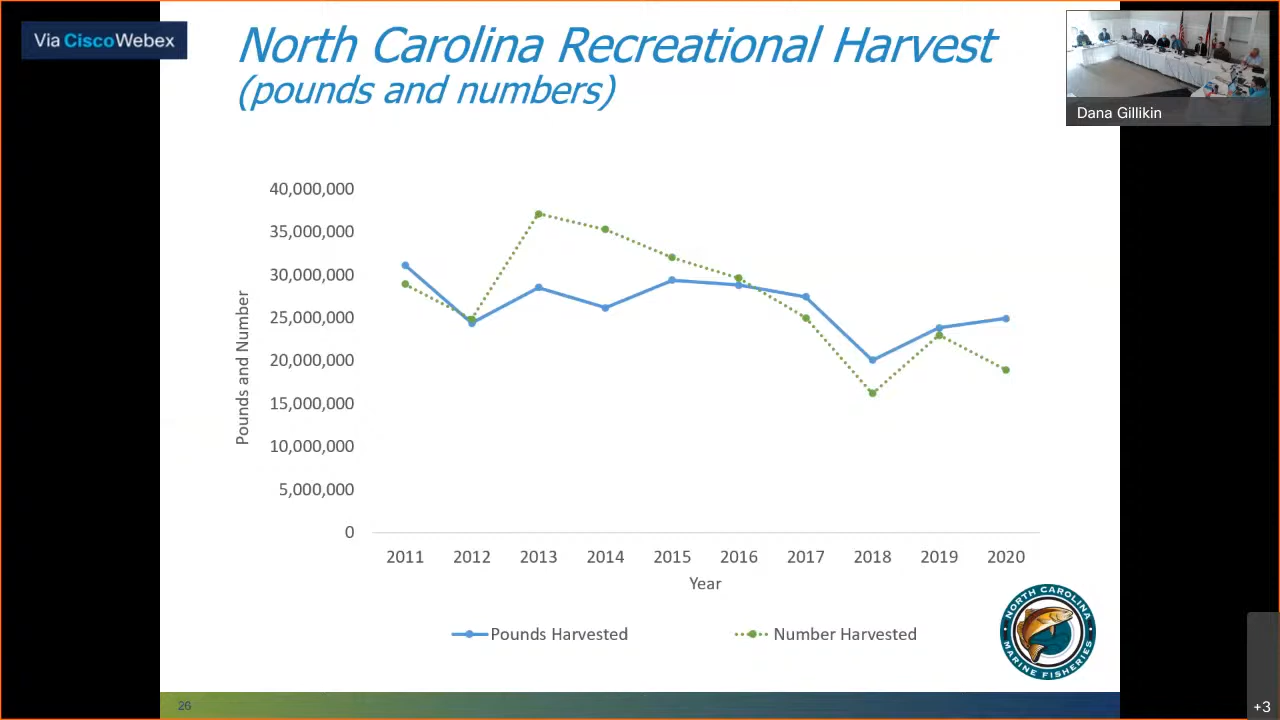 Via CiscoWebex
North Carolina Recreational Harvest
(pounds and numbers)
Dana Gillikin
40,000,000
35,000,000
30,000,000
25,000,000
20,000,000
15,000,000
10,000,000
5,000,000
0
Pounds and Number
2011 2012 2013 2014 2015 2016 2017 2018 2019 2020
Year
Pounds Harvested Number Harvested
NORTH CAROLINA
MARINE FISHERIES
26
+3